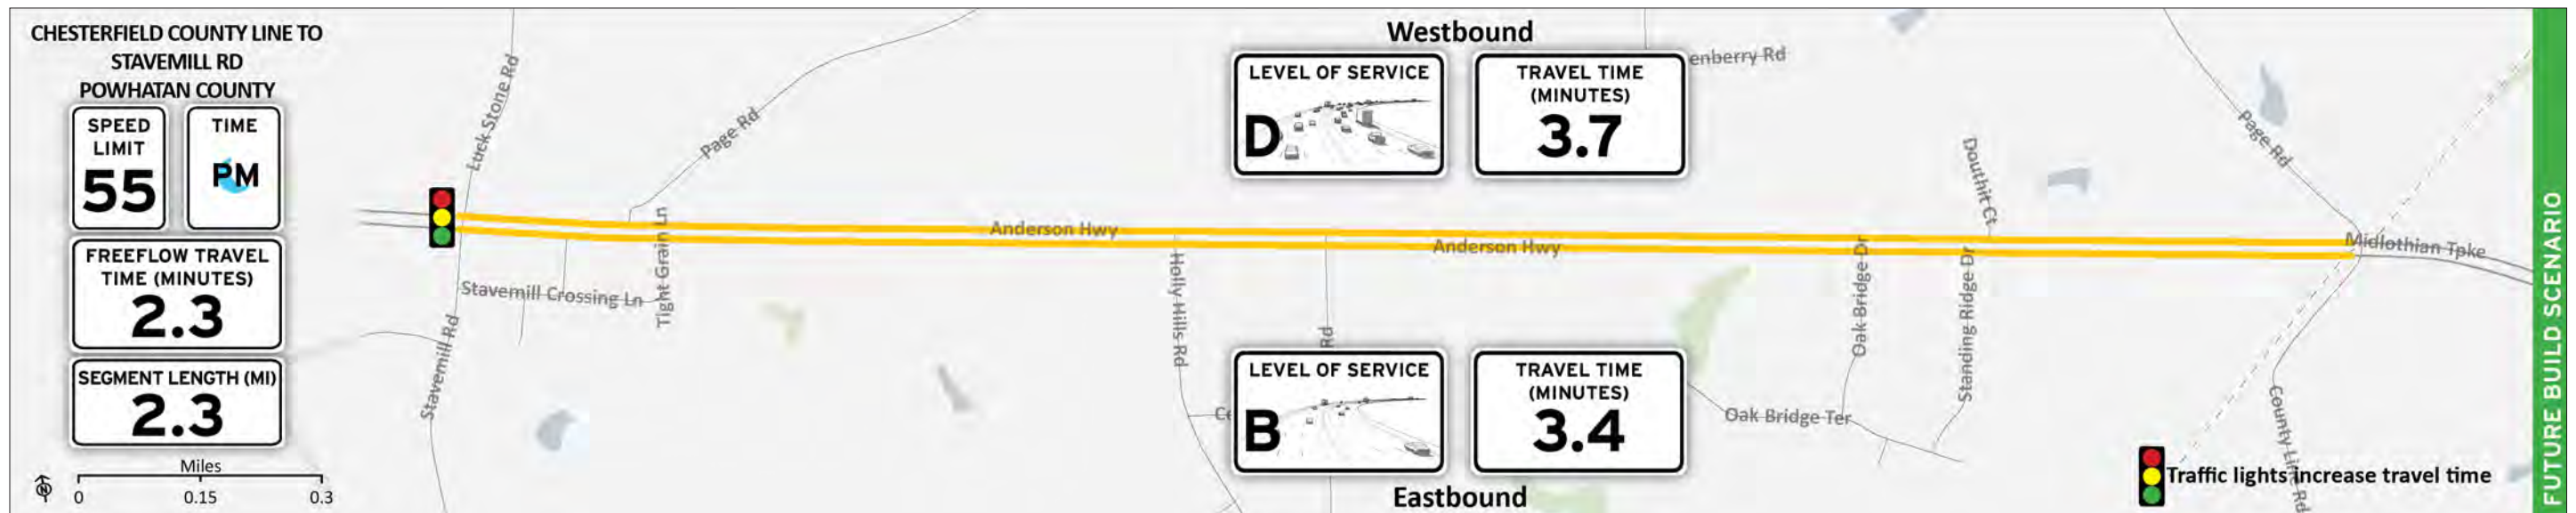 CHESTERFIELD COUNTY LINE TO
STAVEMILL RD
POWHATAN COUNTY
SPEED
LIMIT
55
TIME
PM
FREEFLOW TRAVEL
TIME (MINUTES)
2.3
SEGMENT LENGTH (MI)
2.3
Miles
0 0.15 0.3
Westbound
LEVEL OF SERVICE
D
TRAVEL TIME
(MINUTES)
3.7
Luck Stone Rd
Page Rd
enberry Rd
Douthit Ct
Page Rd
Anderson Hwy
Anderson Hwy
Midlothian Tpke
Stavemill Crossing Ln
Tight Grain Ln
Stavemill Rd
Holly Hills Rd
Rd
Oak Bridge Dr
Standing Ridge Dr
Oak Bridge Ter
County Line Rd
LEVEL OF SERVICE
B
TRAVEL TIME
(MINUTES)
3.4
Eastbound
Traffic lights increase travel time
FUTURE BUILD SCENARIO